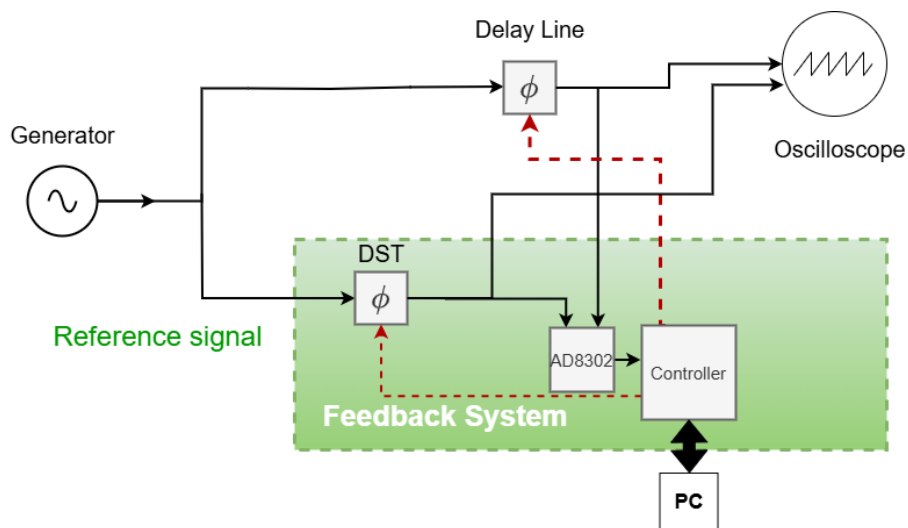 Delay Line
ϕ
Generator
Oscilloscope
DST
ϕ
Reference signal
AD8302
Controller
Feedback System
PC